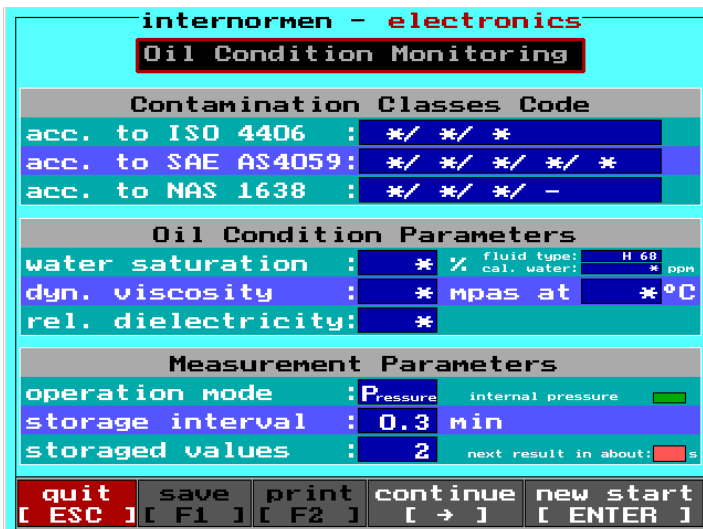 internormen - electronics
Oil Condition Monitoring
Contamination Classes Code
acc. to ISO 4406 : */ */ *
acc. to SAE AS4059: */ */ */ */ *
acc. to NAS 1638 : */ */ */ -
Oil Condition Parameters
water saturation : * % fluid type: H 68
cal. water: * ppm
dyn. viscosity : * mpas at * °C
rel. dielectricity: *
Measurement Parameters
operation mode : Pressure internal pressure
storage interval : 0.3 min
storaged values : 2 next result in about: s
quit save print continue new start
[ ESC ] [ F1 ] [ F2 ] [ → ] [ ENTER ]